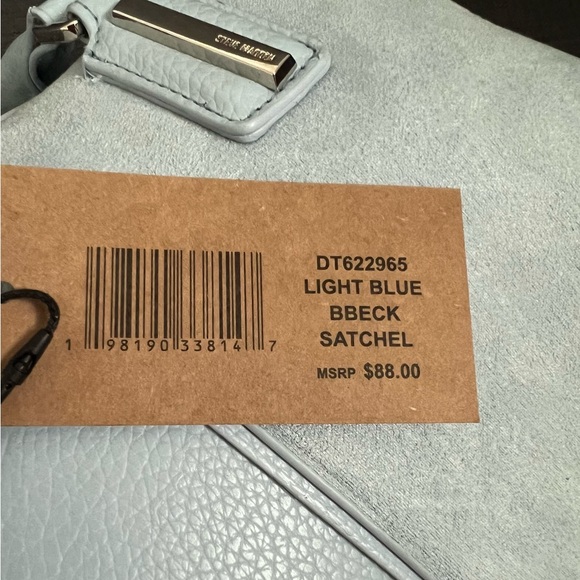 STEVE MADDEN
DT622965
LIGHT BLUE
BBECK
SATCHEL
MSRP $88.00
1 98190 33814 7